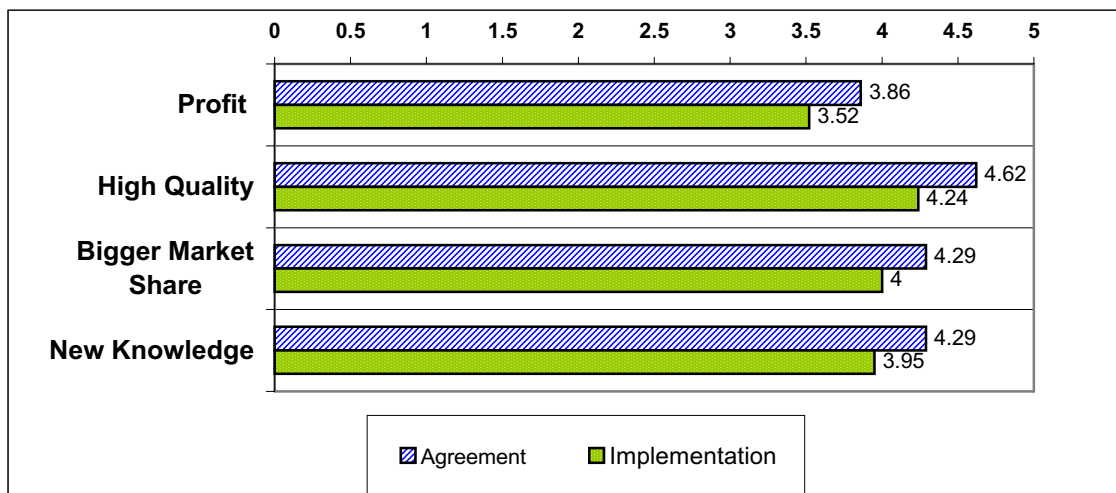 0 0.5 1 1.5 2 2.5 3 3.5 4 4.5 5
Profit
3.86
3.52
High Quality
4.62
4.24
Bigger Market
Share
4.29
4
New Knowledge
4.29
3.95
Agreement Implementation